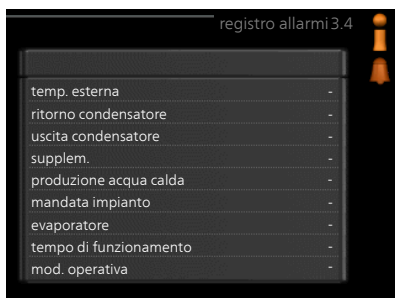 registro allarmi 3.4
temp. esterna -
ritorno condensatore -
uscita condensatore -
supplem. -
produzione acqua calda -
mandata impianto -
evaporatore -
tempo di funzionamento -
mod. operativa -